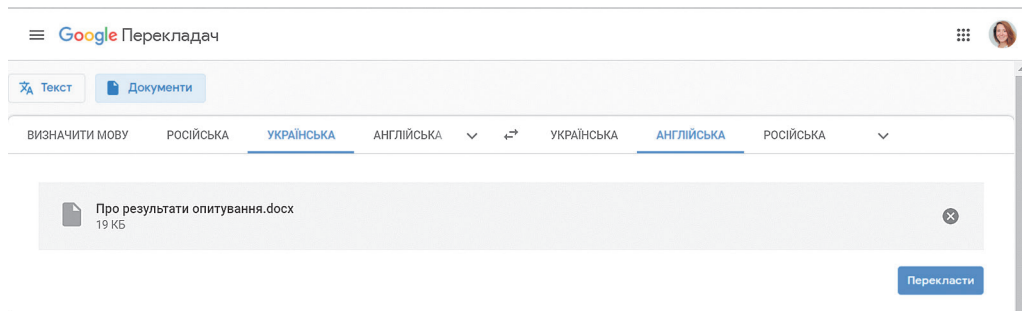 Google Перекладач
Текст Документи
ВИЗНАЧИТИ МОВУ РОСІЙСЬКА УКРАЇНСЬКА АНГЛІЙСЬКА УКРАЇНСЬКА АНГЛІЙСЬКА РОСІЙСЬКА
Про результати опитування.docx
19 КБ
Перекласти